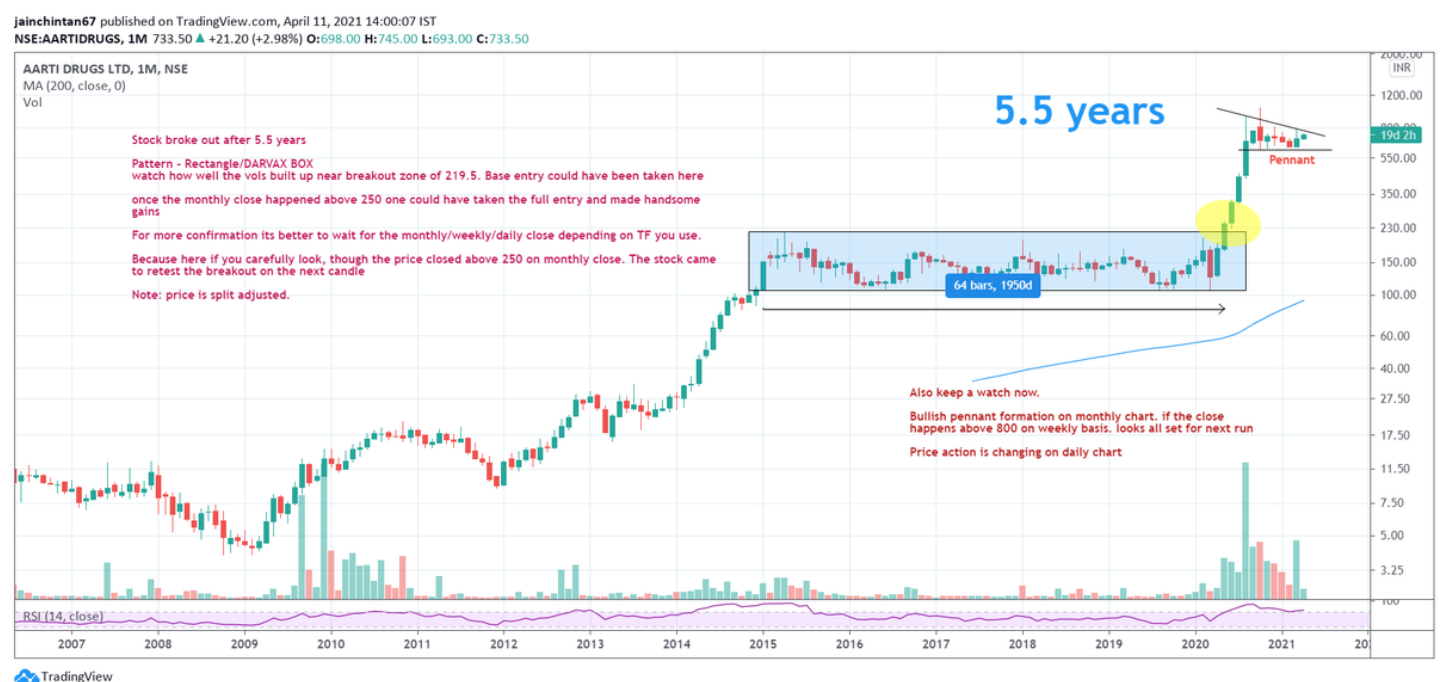 jainchintan67 published on TradingView.com, April 11, 2021 14:00:07 IST
NSE:AARTIDRUGS, 1M 733.50 ▲ +21.20 (+2.98%) O:698.00 H:745.00 L:693.00 C:733.50
AARTI DRUGS LTD, 1M, NSE
MA (200, close, 0)
Vol
2000.00
INR
1200.00
800.00
19d 2h
550.00
350.00
230.00
150.00
100.00
60.00
40.00
27.50
17.50
11.50
7.50
5.00
3.25
100
5.5 years
Pennant
Stock broke out after 5.5 years
Pattern - Rectangle/DARVAX BOX
watch how well the vols built up near breakout zone of 219.5. Base entry could have been taken here
once the monthly close happened above 250 one could have taken the full entry and made handsome
gains
For more confirmation its better to wait for the monthly/weekly/daily close depending on TF you use.
Because here if you carefully look, though the price closed above 250 on monthly close. The stock came
to retest the breakout on the next candle
Note: price is split adjusted.
64 bars, 1950d
Also keep a watch now.
Bullish pennant formation on monthly chart. if the close
happens above 800 on weekly basis. looks all set for next run
Price action is changing on daily chart
RSI (14, close)
2007 2008 2009 2010 2011 2012 2013 2014 2015 2016 2017 2018 2019 2020 2021 20
TradingView